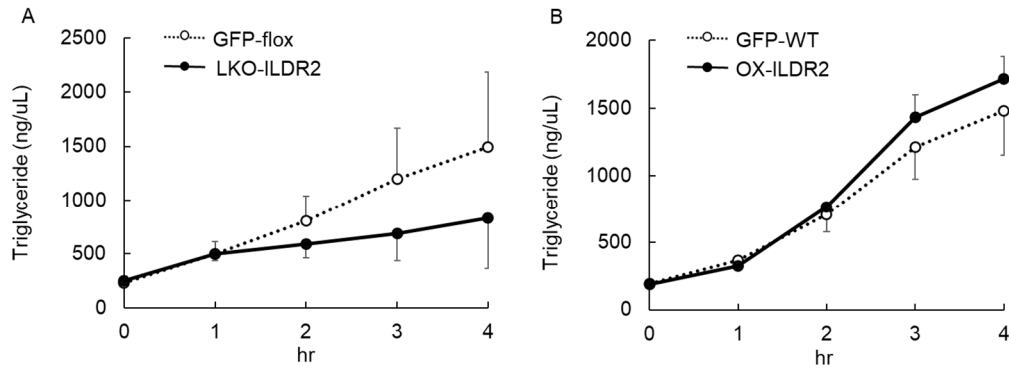 A
GFP-flox
LKO-ILDR2
Triglyceride (ng/uL)
2500
2000
1500
1000
500
0
0 1 2 3 4
hr
B
GFP-WT
OX-ILDR2
Triglyceride (ng/uL)
2000
1500
1000
500
0
0 1 2 3 4
hr